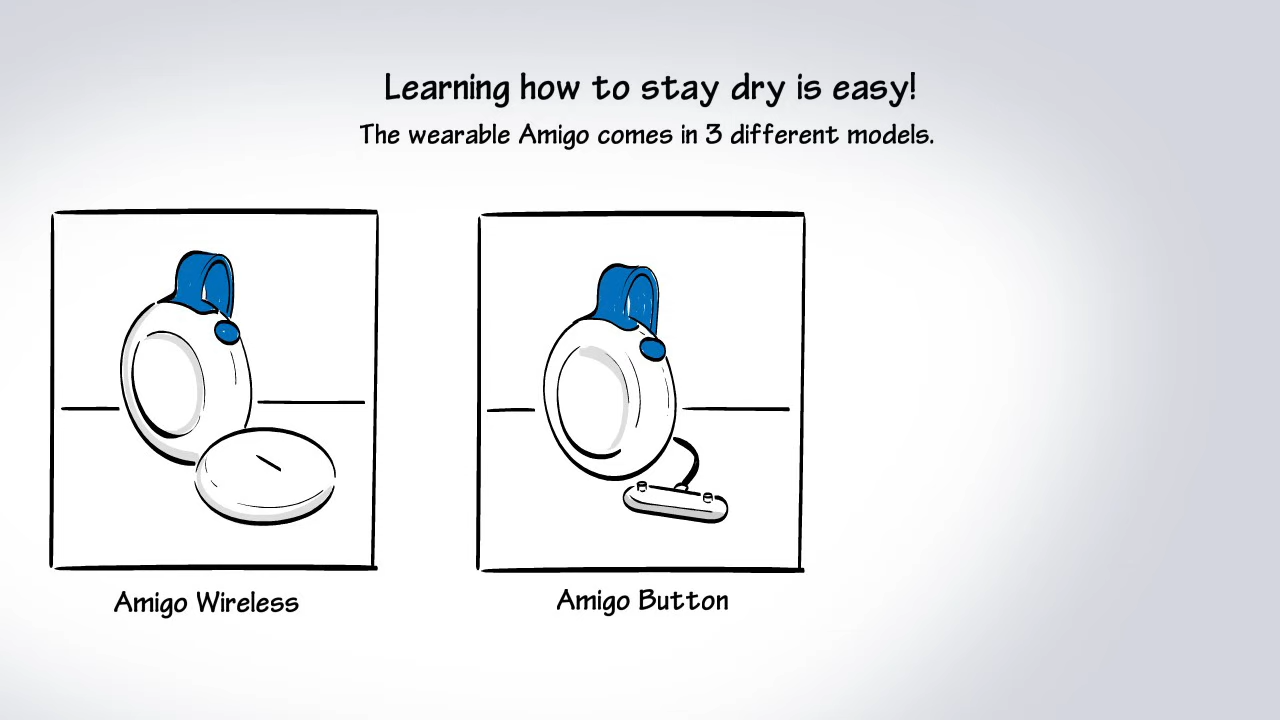 Learning how to stay dry is easy!
The wearable Amigo comes in 3 different models.
Amigo Wireless
Amigo Button